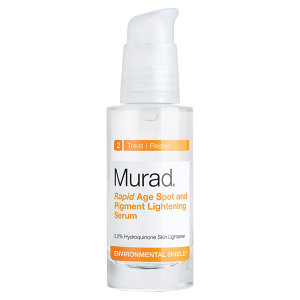 2 Treat | Repair
Murad®
Rapid Age Spot and
Pigment Lightening
Serum
2.0% Hydroquinone Skin Lightener
ENVIRONMENTAL SHIELD®